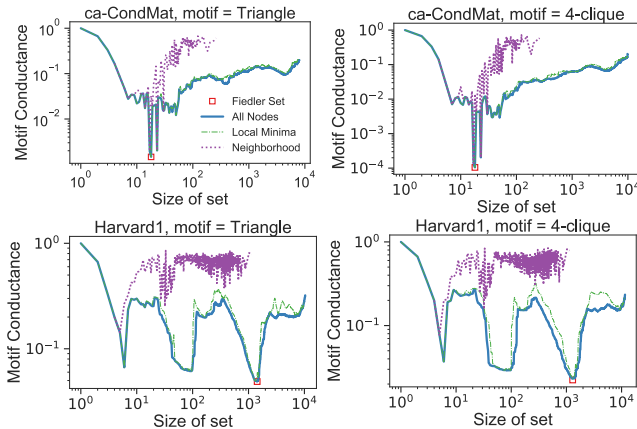 ca-CondMat, motif = Triangle
Motif Conductance
10^0
10^-1
10^-2
Fiedler Set
All Nodes
Local Minima
Neighborhood
10^0 10^1 10^2 10^3 10^4
Size of set
ca-CondMat, motif = 4-clique
Motif Conductance
10^0
10^-1
10^-2
10^-3
10^-4
10^0 10^1 10^2 10^3 10^4
Size of set
Harvard1, motif = Triangle
Motif Conductance
10^0
10^-1
10^0 10^1 10^2 10^3 10^4
Size of set
Harvard1, motif = 4-clique
Motif Conductance
10^0
10^-1
10^0 10^1 10^2 10^3 10^4
Size of set